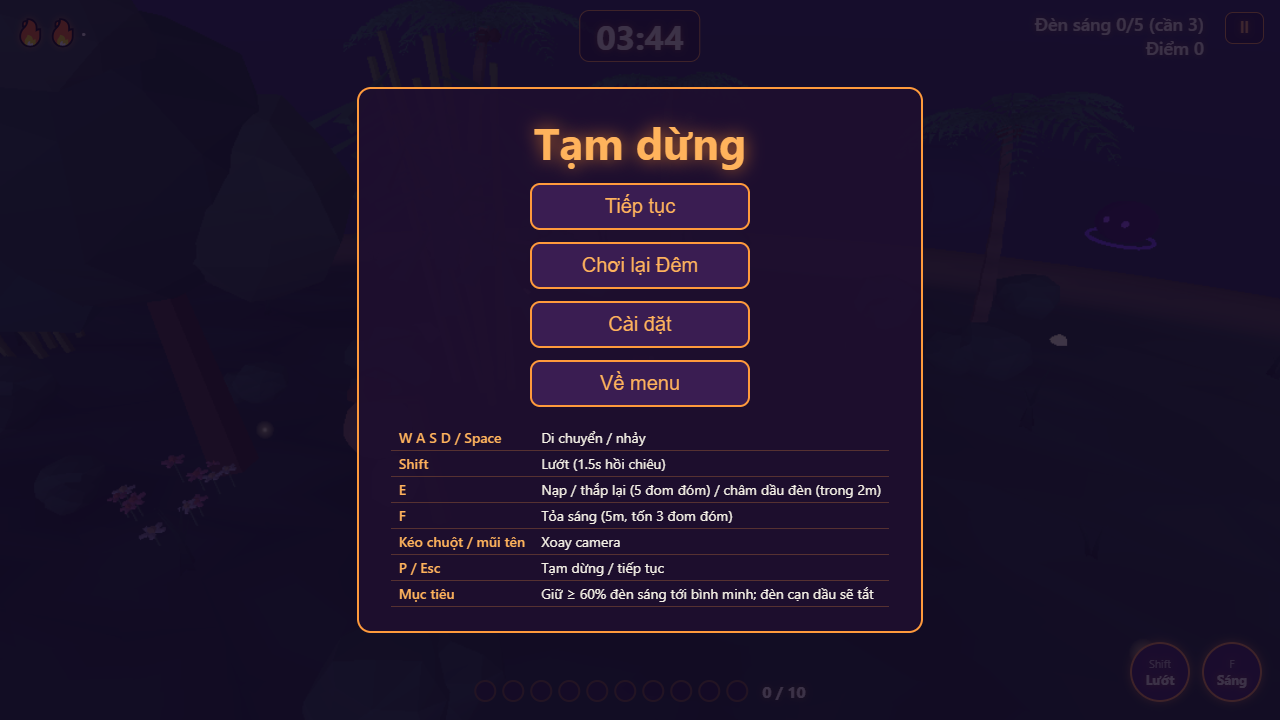 03:44
Đèn sáng 0/5 (cần 3)
Điểm 0
Tạm dừng
Tiếp tục
Chơi lại Đêm
Cài đặt
Về menu
W A S D / Space Di chuyển / nhảy
Shift Lướt (1.5s hồi chiêu)
E Nạp / thắp lại (5 đom đóm) / châm dầu đèn (trong 2m)
F Tỏa sáng (5m, tốn 3 đom đóm)
Kéo chuột / mũi tên Xoay camera
P / Esc Tạm dừng / tiếp tục
Mục tiêu Giữ ≥ 60% đèn sáng tới bình minh; đèn cạn dầu sẽ tắt
Shift
Lướt
F
Sáng
0 / 10